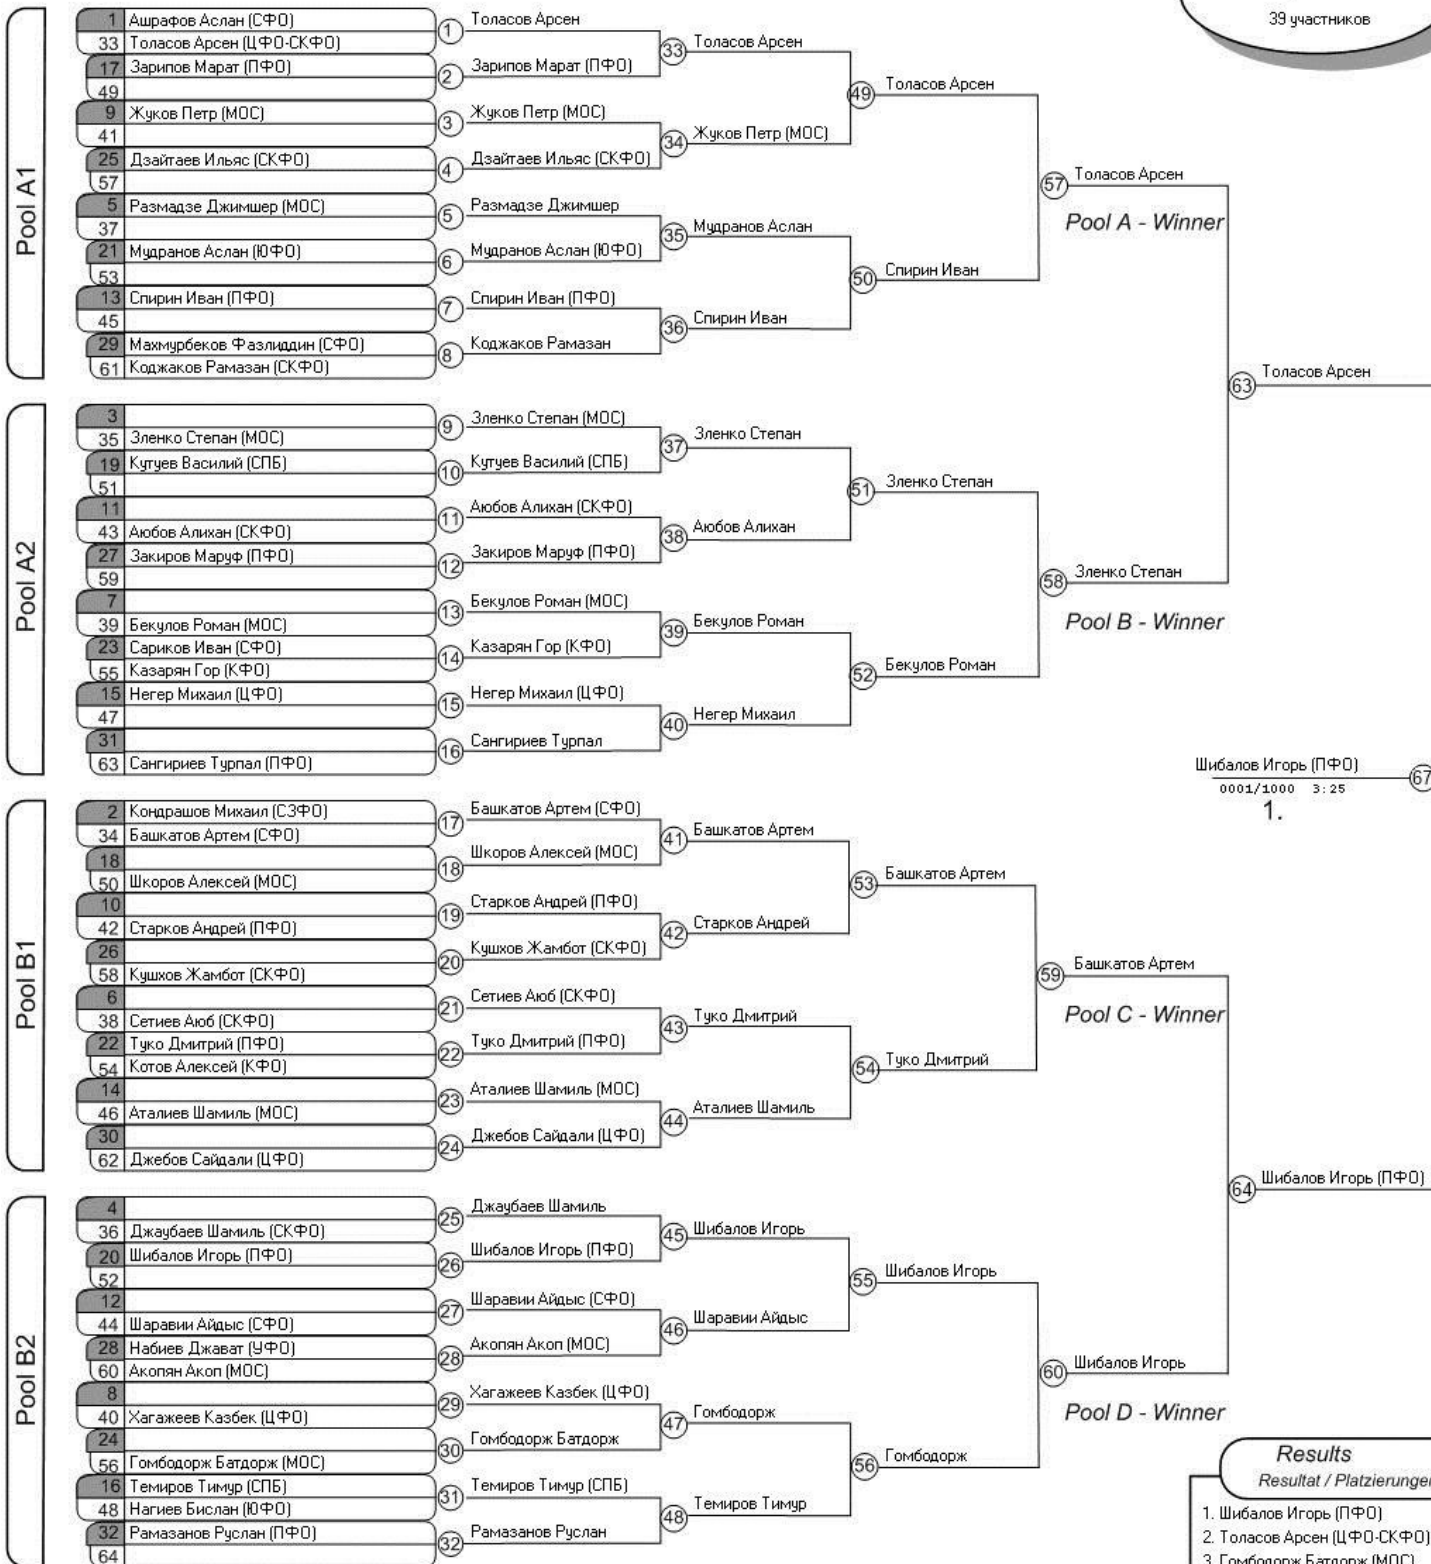 39 участников
Pool A1
1 Ашрафов Аслан (СФО)
33 Толасов Арсен (ЦФО-СКФО)
17 Зарипов Марат (ПФО)
49
9 Жуков Петр (МОС)
41
25 Дзайтаев Ильяс (СКФО)
57
5 Размадзе Джимшер (МОС)
37
21 Мудранов Аслан (ЮФО)
53
13 Спирин Иван (ПФО)
45
29 Махмурбеков Фазлиддин (СФО)
61 Коджаков Рамазан (СКФО)
1 Толасов Арсен
2 Зарипов Марат (ПФО)
3 Жуков Петр (МОС)
4 Дзайтаев Ильяс (СКФО)
5 Размадзе Джимшер
6 Мудранов Аслан (ЮФО)
7 Спирин Иван (ПФО)
8 Коджаков Рамазан
33 Толасов Арсен
34 Жуков Петр (МОС)
35 Мудранов Аслан
36 Спирин Иван
49 Толасов Арсен
50 Спирин Иван
57 Толасов Арсен
Pool A - Winner
Pool A2
3
35 Зленко Степан (МОС)
19 Кутуев Василий (СПБ)
51
11
43 Аюбов Алихан (СКФО)
27 Закиров Маруф (ПФО)
59
7
39 Бекулов Роман (МОС)
23 Сариков Иван (СФО)
55 Казарян Гор (КФО)
15 Негер Михаил (ЦФО)
47
31
63 Сангириев Турпал (ПФО)
9 Зленко Степан (МОС)
10 Кутуев Василий (СПБ)
11 Аюбов Алихан (СКФО)
12 Закиров Маруф (ПФО)
13 Бекулов Роман (МОС)
14 Казарян Гор (КФО)
15 Негер Михаил (ЦФО)
16 Сангириев Турпал
37 Зленко Степан
38 Аюбов Алихан
39 Бекулов Роман
40 Негер Михаил
51 Зленко Степан
52 Бекулов Роман
58 Зленко Степан
Pool B - Winner
63 Толасов Арсен
Шибалов Игорь (ПФО) 67
0001/1000 3:25
1.
Pool B1
2 Кондрашов Михаил (СЗФО)
34 Башкатов Артем (СФО)
18
50 Шкоров Алексей (МОС)
10
42 Старков Андрей (ПФО)
26
58 Кушхов Жамбот (СКФО)
6
38 Сетиев Аюб (СКФО)
22 Туко Дмитрий (ПФО)
54 Котов Алексей (КФО)
14
46 Аталиев Шамиль (МОС)
30
62 Джебов Сайдали (ЦФО)
17 Башкатов Артем (СФО)
18 Шкоров Алексей (МОС)
19 Старков Андрей (ПФО)
20 Кушхов Жамбот (СКФО)
21 Сетиев Аюб (СКФО)
22 Туко Дмитрий (ПФО)
23 Аталиев Шамиль (МОС)
24 Джебов Сайдали (ЦФО)
41 Башкатов Артем
42 Старков Андрей
43 Туко Дмитрий
44 Аталиев Шамиль
53 Башкатов Артем
54 Туко Дмитрий
59 Башкатов Артем
Pool C - Winner
Pool B2
4
36 Джаубаев Шамиль (СКФО)
20 Шибалов Игорь (ПФО)
52
12
44 Шаравии Айдыс (СФО)
28 Набиев Джават (УФО)
60 Акопян Акоп (МОС)
8
40 Хагажеев Казбек (ЦФО)
24
56 Гомбодорж Батдорж (МОС)
16 Темиров Тимур (СПБ)
48 Нагиев Бислан (ЮФО)
32 Рамазанов Руслан (ПФО)
64
25 Джаубаев Шамиль
26 Шибалов Игорь (ПФО)
27 Шаравии Айдыс (СФО)
28 Акопян Акоп (МОС)
29 Хагажеев Казбек (ЦФО)
30 Гомбодорж Батдорж
31 Темиров Тимур (СПБ)
32 Рамазанов Руслан
45 Шибалов Игорь
46 Шаравии Айдыс
47 Гомбодорж
48 Темиров Тимур
55 Шибалов Игорь
56 Гомбодорж
60 Шибалов Игорь
Pool D - Winner
64 Шибалов Игорь (ПФО)
Results
Resultat / Platzierungen
1. Шибалов Игорь (ПФО)
2. Толасов Арсен (ЦФО-СКФО)
3. Гомбодорж Батдорж (МОС)